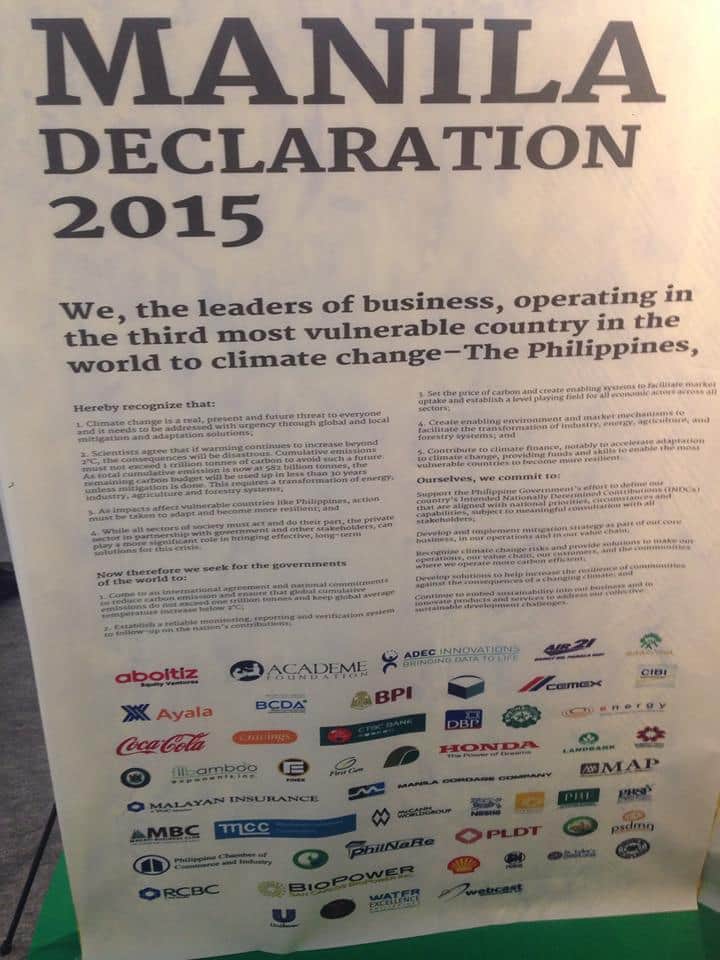 MANILA
DECLARATION
2015
We, the leaders of business, operating in
the third most vulnerable country in the
world to climate change—The Philippines,
Hereby recognize that:
1. Climate change is a real, present and future threat to everyone
and it needs to be addressed with urgency through global and local
mitigation and adaptation solutions;
2. Scientists agree that if warming continues to increase beyond
2°C, the consequences will be disastrous. Cumulative emissions
must not exceed 1 trillion tonnes of carbon to avoid such a future.
As total cumulative emission is now at 582 billion tonnes, the
remaining carbon budget will be used up in less than 30 years
unless mitigation is done. This requires a transformation of energy,
industry, agriculture and forestry systems;
3. As impacts affect vulnerable countries like Philippines, action
must be taken to adapt and become more resilient; and
4. While all sectors of society must act and do their part, the private
sector in partnership with government and other stakeholders, can
play a more significant role in bringing effective, long-term
solutions for this crisis.
Now therefore we seek for the governments
of the world to:
1. Come to an international agreement and national commitments
to reduce carbon emission and ensure that global cumulative
emissions do not exceed one trillion tonnes and keep global average
temperature increase below 2°C;
2. Establish a reliable monitoring, reporting and verification system
to follow-up on the nation's contributions;
3. Set the price of carbon and create enabling systems to facilitate market
uptake and establish a level playing field for all economic actors across all
sectors;
4. Create enabling environment and market mechanisms to
facilitate the transformation of industry, energy, agriculture, and
forestry systems; and
5. Contribute to climate finance, notably to accelerate adaptation
to climate change, providing funds and skills to enable the most
vulnerable countries to become more resilient.
Ourselves, we commit to:
Support the Philippine Government's effort to define our
country's Intended Nationally Determined Contributions (INDCs)
that are aligned with national priorities, circumstances and
capabilities, subject to meaningful consultation with all
stakeholders;
Develop and implement mitigation strategy as part of our core
business, in our operations and in our value chain;
Recognize climate change risks and provide solutions to make our
operations, our value chain, our customers, and the communities
where we operate more carbon efficient;
Develop solutions to help increase the resilience of communities
against the consequences of a changing climate; and
Continue to embed sustainability into our business and to
innovate products and services to address our collective
sustainable development challenges.
aboitiz
Equity Ventures
ACADEME
FOUNDATION
ADEC INNOVATIONS
BRINGING DATA TO LIFE
AIR21
Ayala
BCDA
BPI
CEMEX
CIBI
Coca-Cola
cravings
CTBC BANK
DBP
energy
bamboo
exponents inc.
FINEX
First Gen
HONDA
The Power of Dreams
LANDBANK
MALAYAN INSURANCE
MANILA CORDAGE COMPANY
MAP
MBC
MAKATI BUSINESS CLUB
mcc
McCANN
WORLDGROUP
Nestlé
PBE
PBSP
Philippine Chamber of
Commerce and Industry
PhilNaRe
PLDT
psdmn
RCBC
BIOPOWER
SAN CARLOS BIOPOWER INC.
SM
Unilever
WATER
EXCELLENCE
webcast